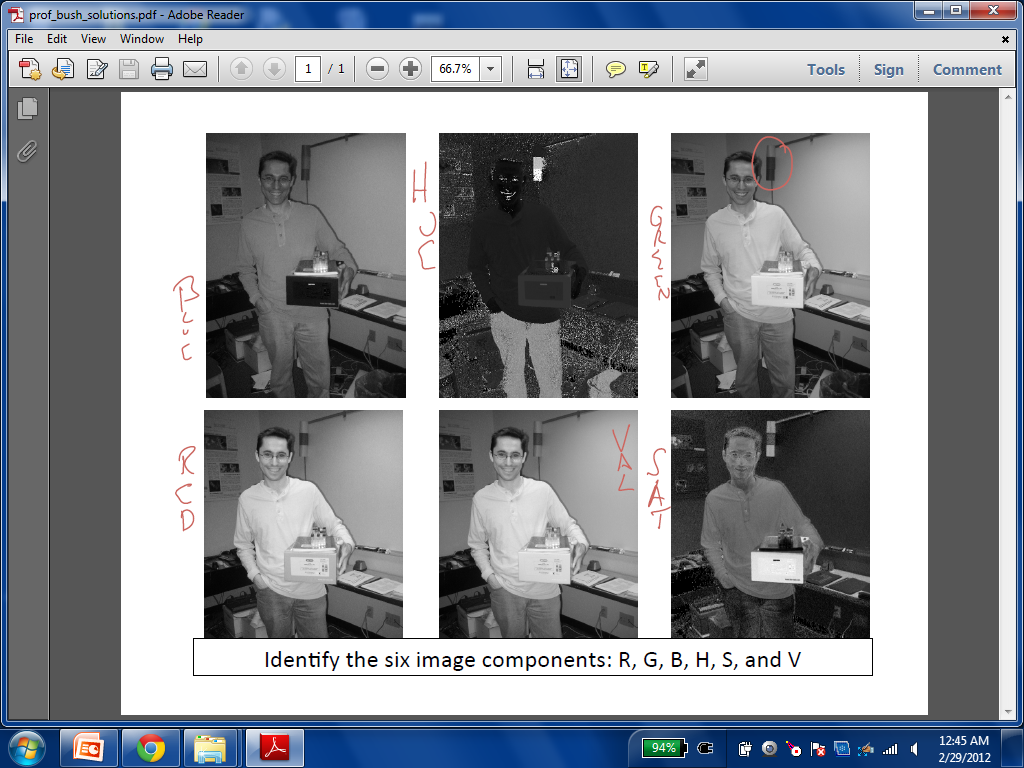 prof_bush_solutions.pdf - Adobe Reader
File Edit View Window Help
1 / 1
66.7%
Tools Sign Comment
BLUE
HUE
GREEN
RED
VAL
SAT
Identify the six image components: R, G, B, H, S, and V
94%
12:45 AM
2/29/2012